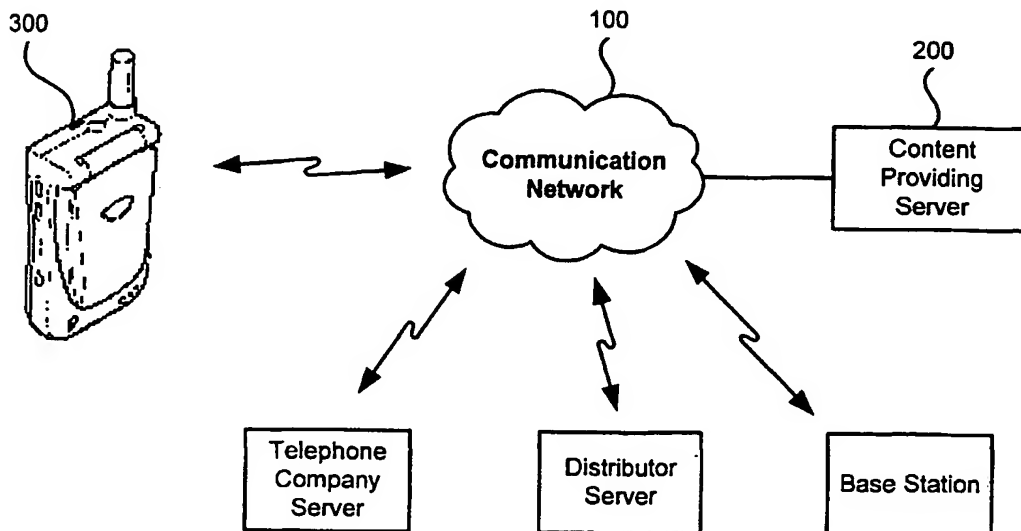 300
100
200
Communication
Network
Content
Providing
Server
Telephone
Company
Server
Distributor
Server
Base Station